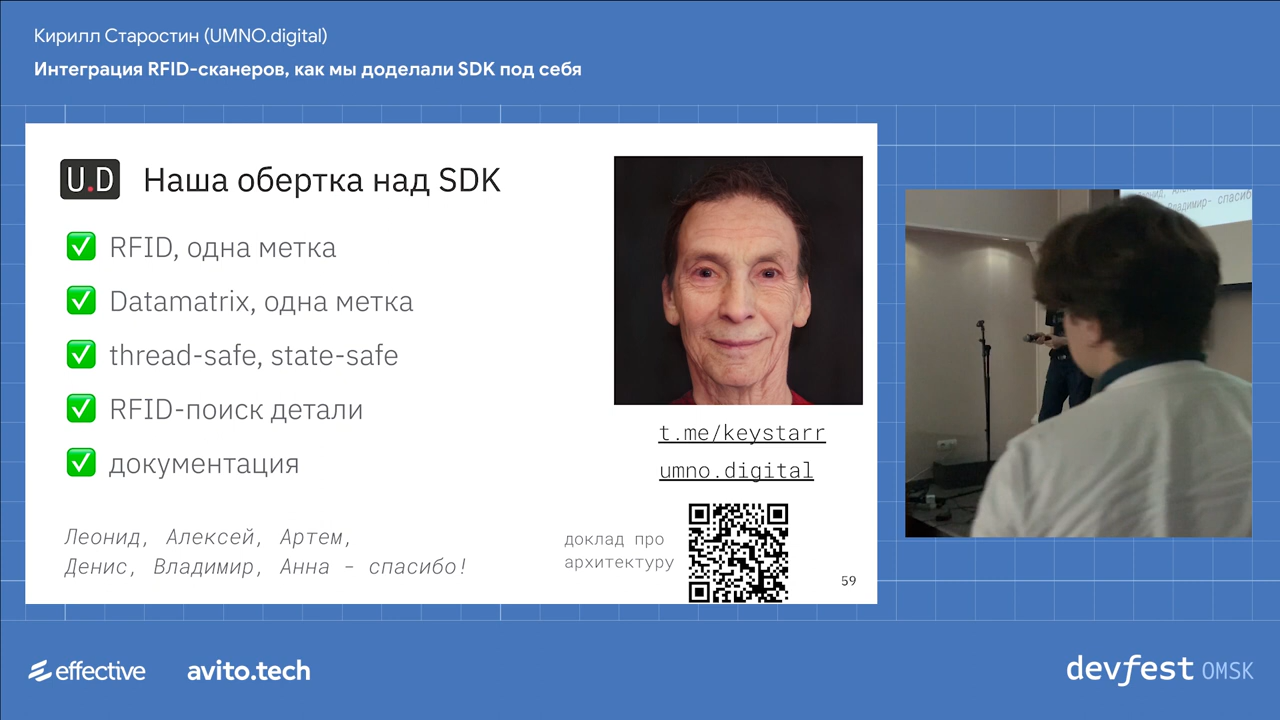 Кирилл Старостин (UMNO.digital)
Интеграция RFID-сканеров, как мы доделали SDK под себя
U.D Наша обертка над SDK
RFID, одна метка
Datamatrix, одна метка
thread-safe, state-safe
RFID-поиск детали
документация
Леонид, Алексей, Артем,
Денис, Владимир, Анна - спасибо!
t.me/keystarr
umno.digital
доклад про
архитектуру
59
Владимир- спасиб
effective
avito.tech
devfest OMSK